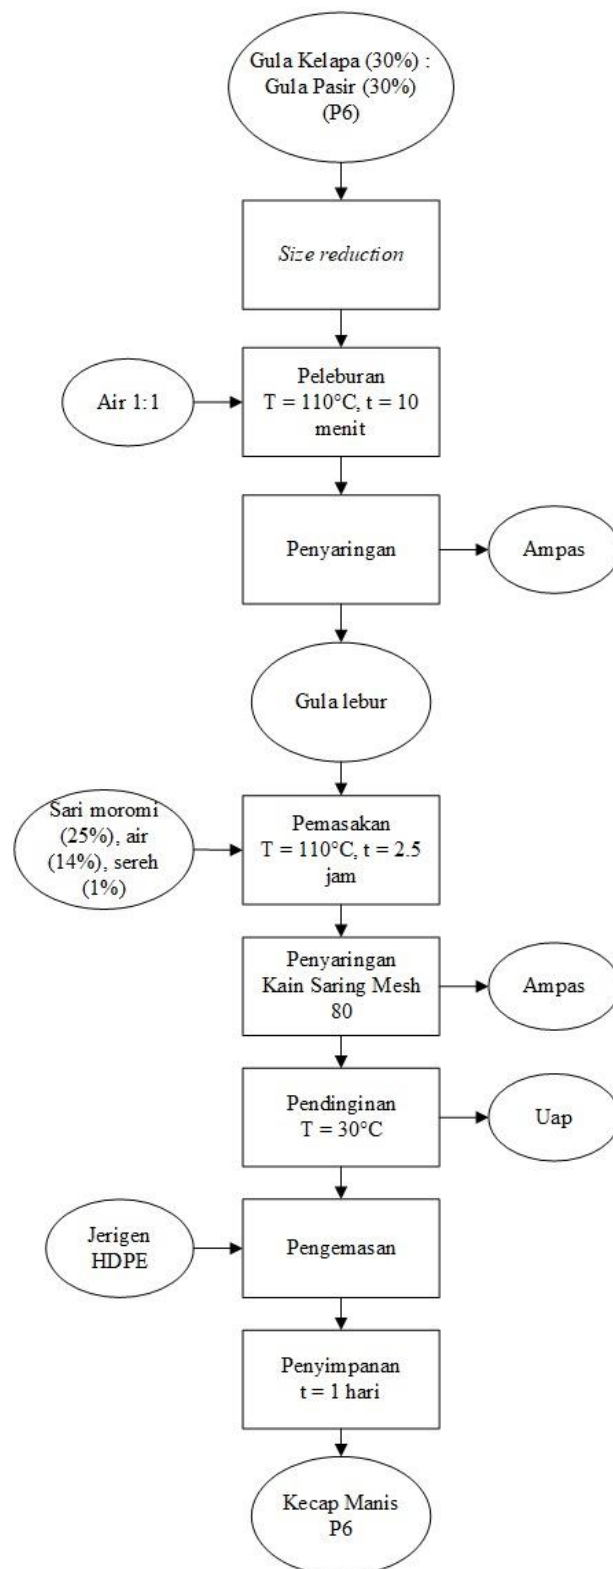 Gula Kelapa (30%) :
Gula Pasir (30%)
(P6)
Size reduction
Air 1:1
Peleburan
T = 110°C, t = 10
menit
Penyaringan
Ampas
Gula lebur
Sari moromi
(25%), air
(14%), sereh
(1%)
Pemasakan
T = 110°C, t = 2.5
jam
Penyaringan
Kain Saring Mesh
80
Ampas
Pendinginan
T = 30°C
Uap
Jerigen
HDPE
Pengemasan
Penyimpanan
t = 1 hari
Kecap Manis
P6